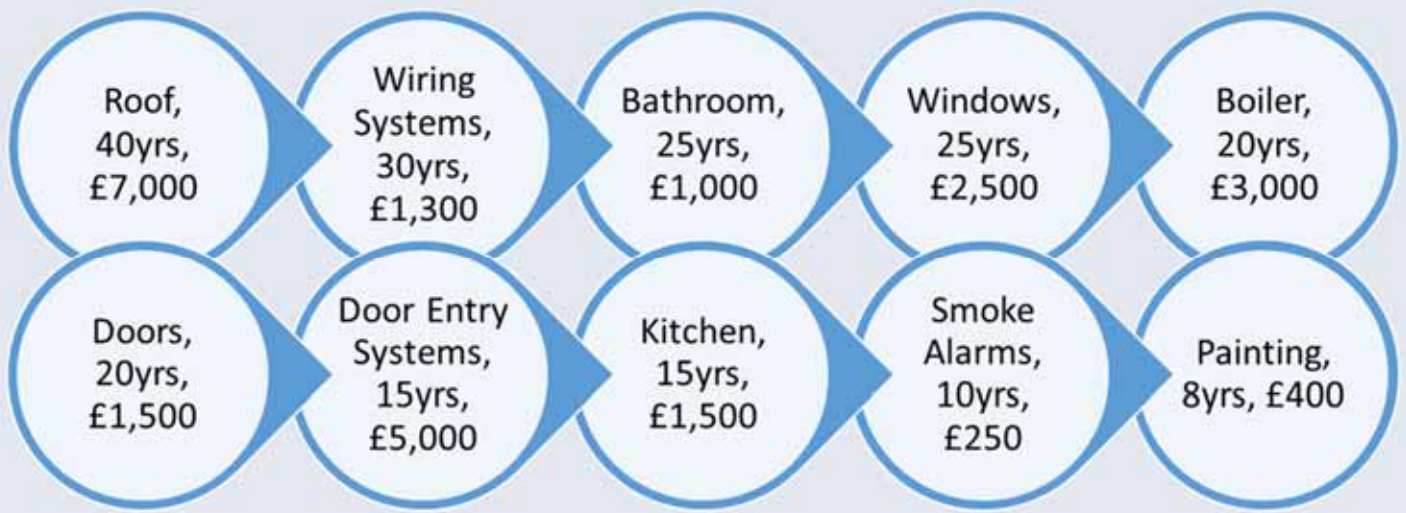 Roof,
40yrs,
£7,000
Wiring
Systems,
30yrs,
£1,300
Bathroom,
25yrs,
£1,000
Windows,
25yrs,
£2,500
Boiler,
20yrs,
£3,000
Doors,
20yrs,
£1,500
Door Entry
Systems,
15yrs,
£5,000
Kitchen,
15yrs,
£1,500
Smoke
Alarms,
10yrs,
£250
Painting,
8yrs, £400